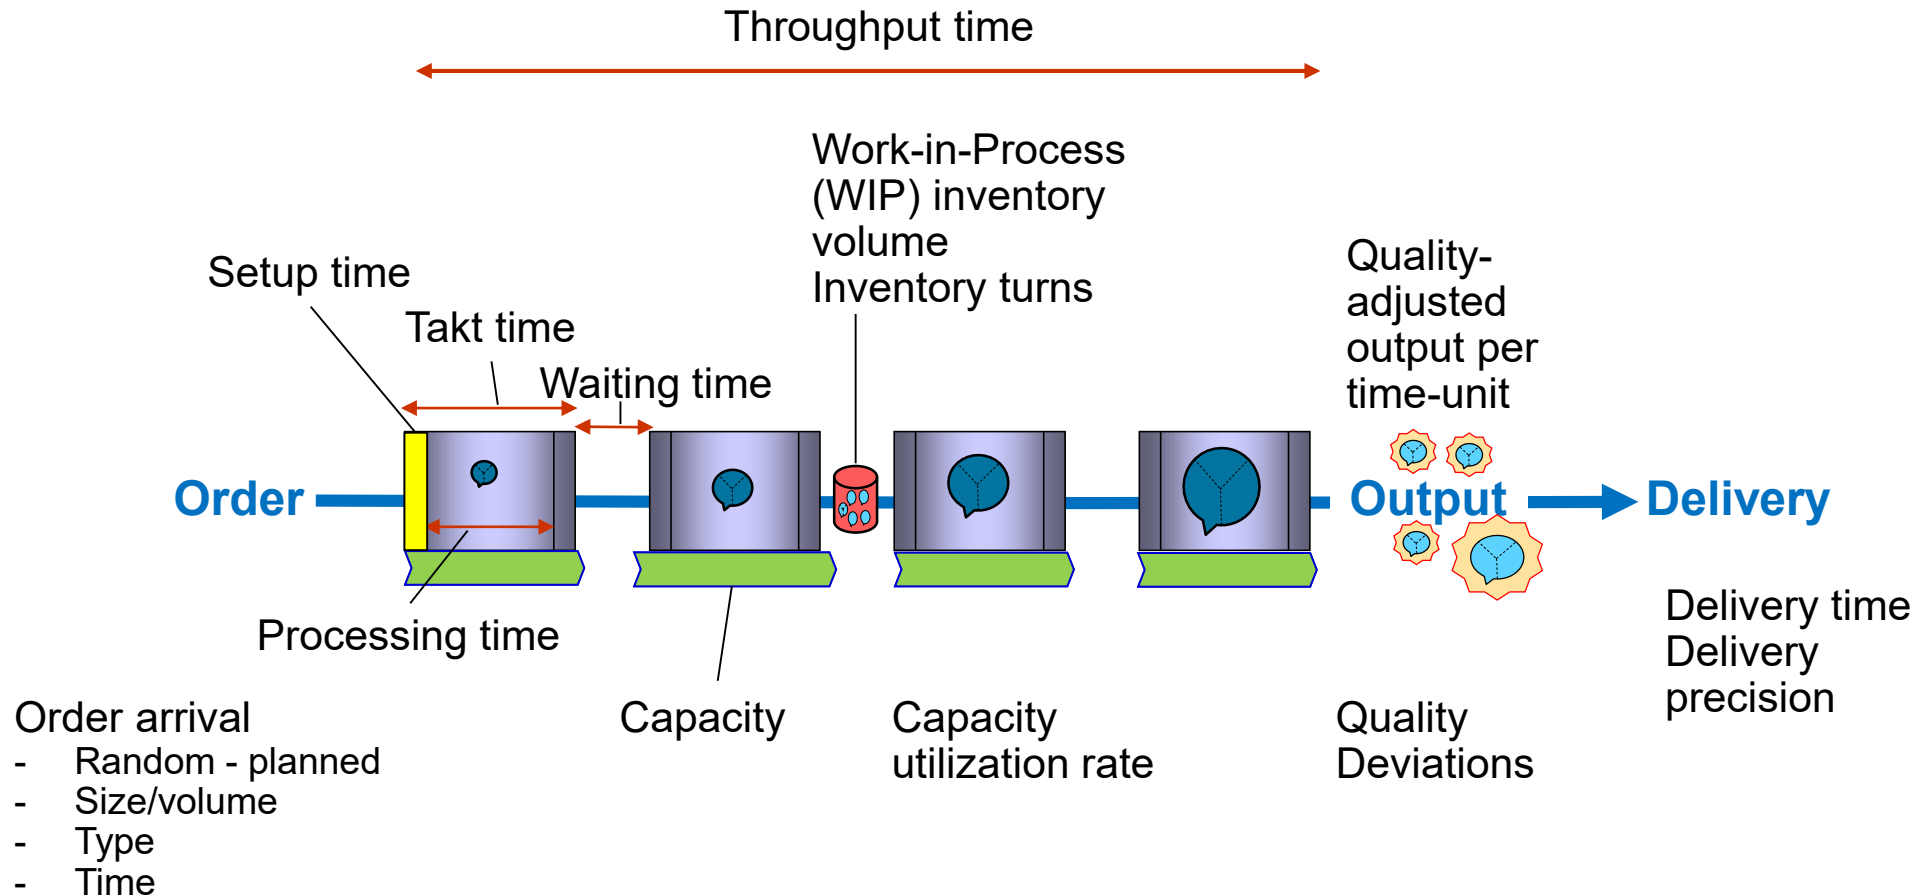 Throughput time
Work-in-Process
(WIP) inventory
volume
Inventory turns
Setup time
Takt time
Waiting time
Quality-
adjusted
output per
time-unit
Order
Output
Delivery
Processing time
Delivery time
Delivery
precision
Order arrival
- Random - planned
- Size/volume
- Type
- Time
Capacity
Capacity
utilization rate
Quality
Deviations